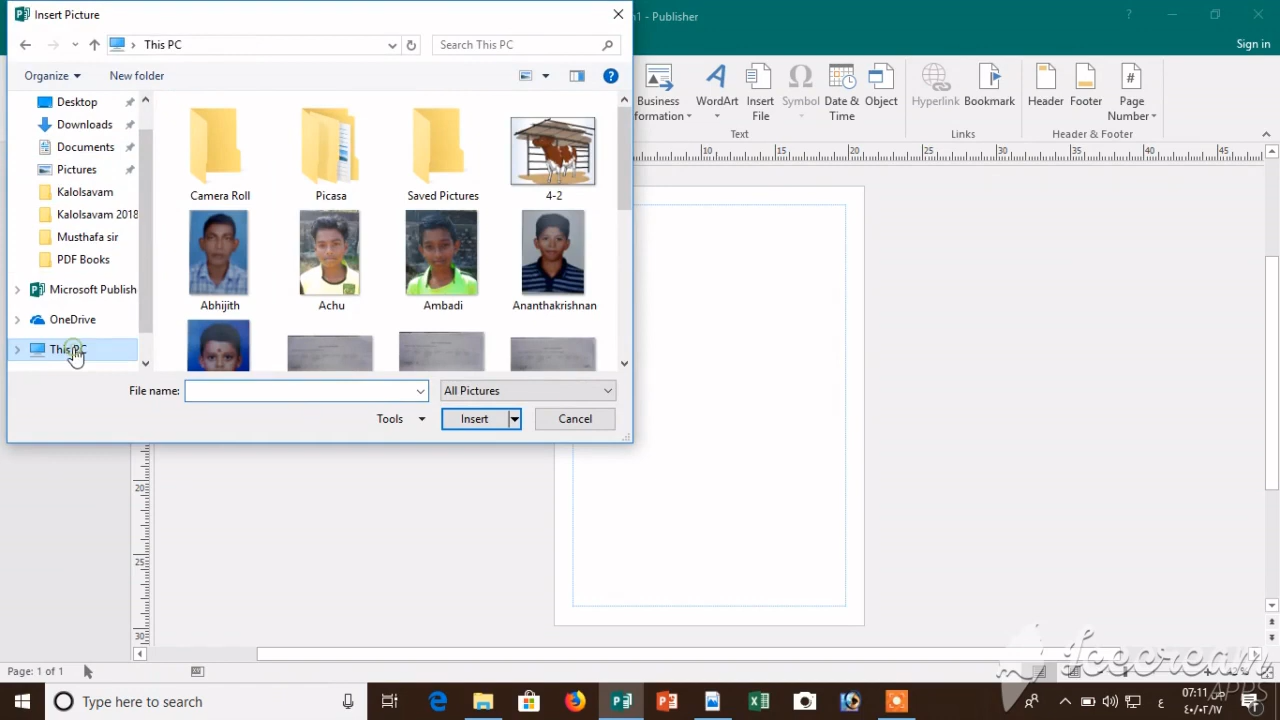 Insert Picture
n1 - Publisher
?
Sign in
This PC
Search This PC
Organize
New folder
?
Desktop
Downloads
Documents
Pictures
Kalolsavam
Kalolsavam 2018
Musthafa sir
PDF Books
Microsoft Publish
OneDrive
This PC
Camera Roll
Picasa
Saved Pictures
4-2
Abhijith
Achu
Ambadi
Ananthakrishnan
File name:
All Pictures
Tools
Insert
Cancel
Business
formation
WordArt
Insert
File
Symbol
Date &
Time
Object
Hyperlink
Bookmark
Header
Footer
Page
Number
Text
Links
Header & Footer
10
15
20
25
30
35
40
45
20
25
30
Page: 1 of 1
APPS
Type here to search
ع
07:11